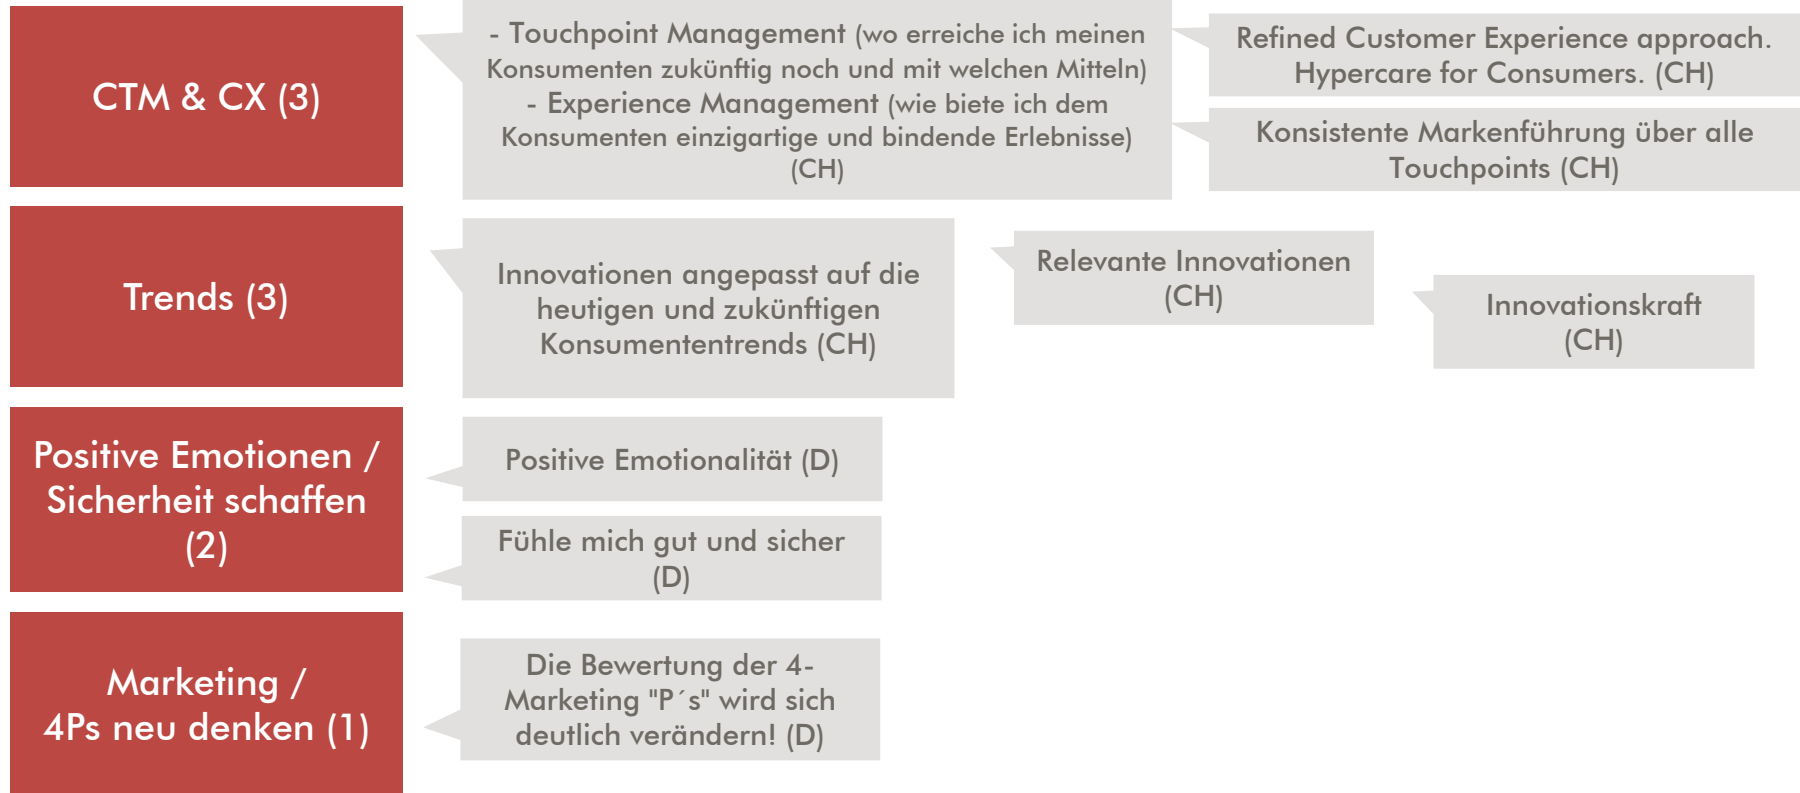 CTM & CX (3)
- Touchpoint Management (wo erreiche ich meinen
Konsumenten zukünftig noch und mit welchen Mitteln)
- Experience Management (wie biete ich dem
Konsumenten einzigartige und bindende Erlebnisse)
(CH)
Refined Customer Experience approach.
Hypercare for Consumers. (CH)
Konsistente Markenführung über alle
Touchpoints (CH)
Trends (3)
Innovationen angepasst auf die
heutigen und zukünftigen
Konsumententrends (CH)
Relevante Innovationen
(CH)
Innovationskraft
(CH)
Positive Emotionen /
Sicherheit schaffen
(2)
Positive Emotionalität (D)
Fühle mich gut und sicher
(D)
Marketing /
4Ps neu denken (1)
Die Bewertung der 4-
Marketing "P´s" wird sich
deutlich verändern! (D)